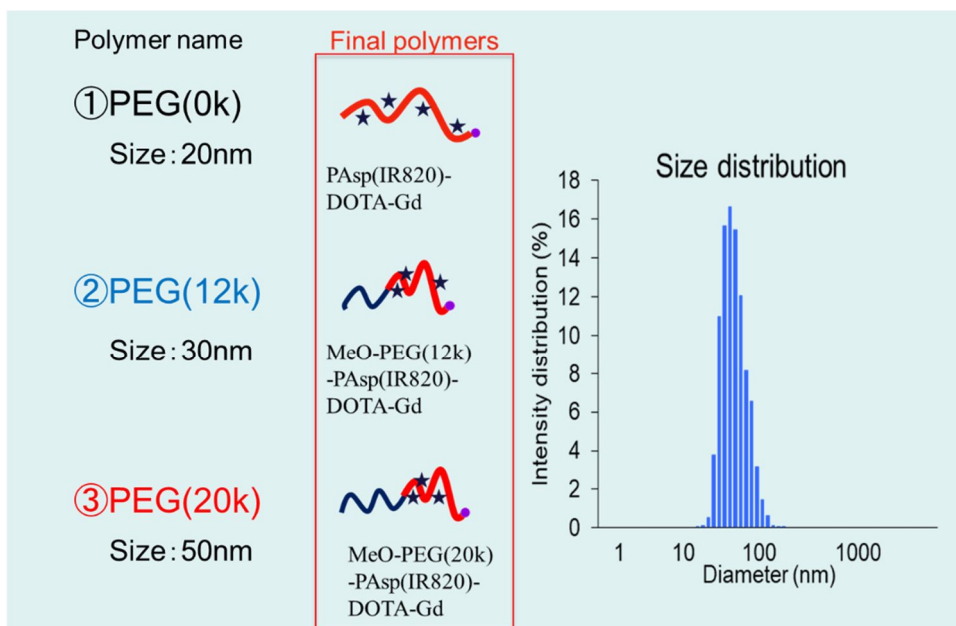 Polymer name
Final polymers
①PEG(0k)
Size:20nm
PAsp(IR820)-
DOTA-Gd
②PEG(12k)
Size:30nm
MeO-PEG(12k)
-PAsp(IR820)-
DOTA-Gd
③PEG(20k)
Size:50nm
MeO-PEG(20k)
-PAsp(IR820)-
DOTA-Gd
Size distribution
Intensity distribution (%)
18
16
14
12
10
8
6
4
2
0
1 10 100 1000
Diameter (nm)